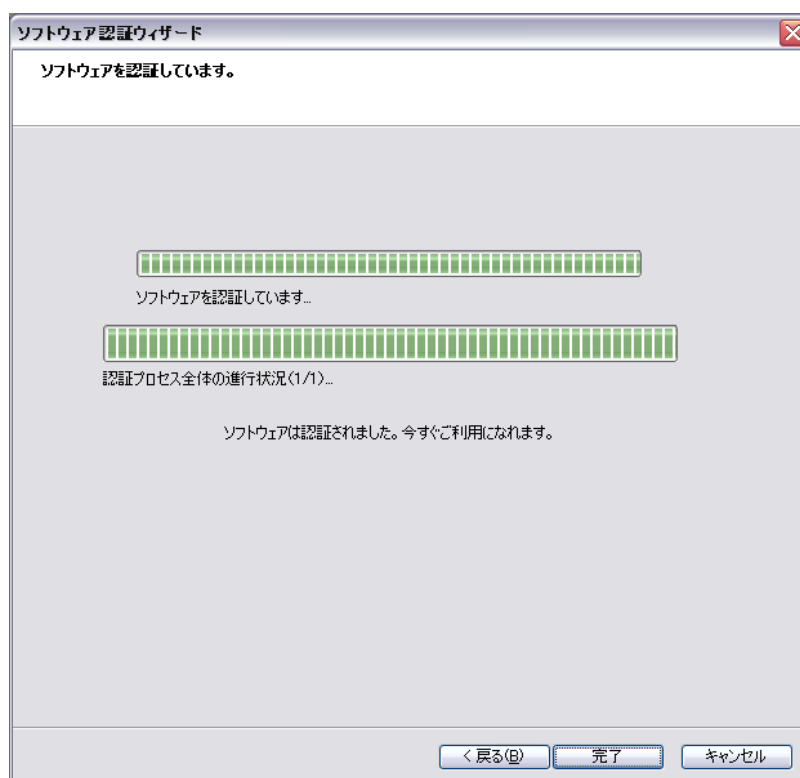 ソフトウェア認証ウィザード
ソフトウェアを認証しています。
ソフトウェアを認証しています...
認証プロセス全体の進行状況(1/1)...
ソフトウェアは認証されました。今すぐご利用になれます。
< 戻る(B)
完了
キャンセル